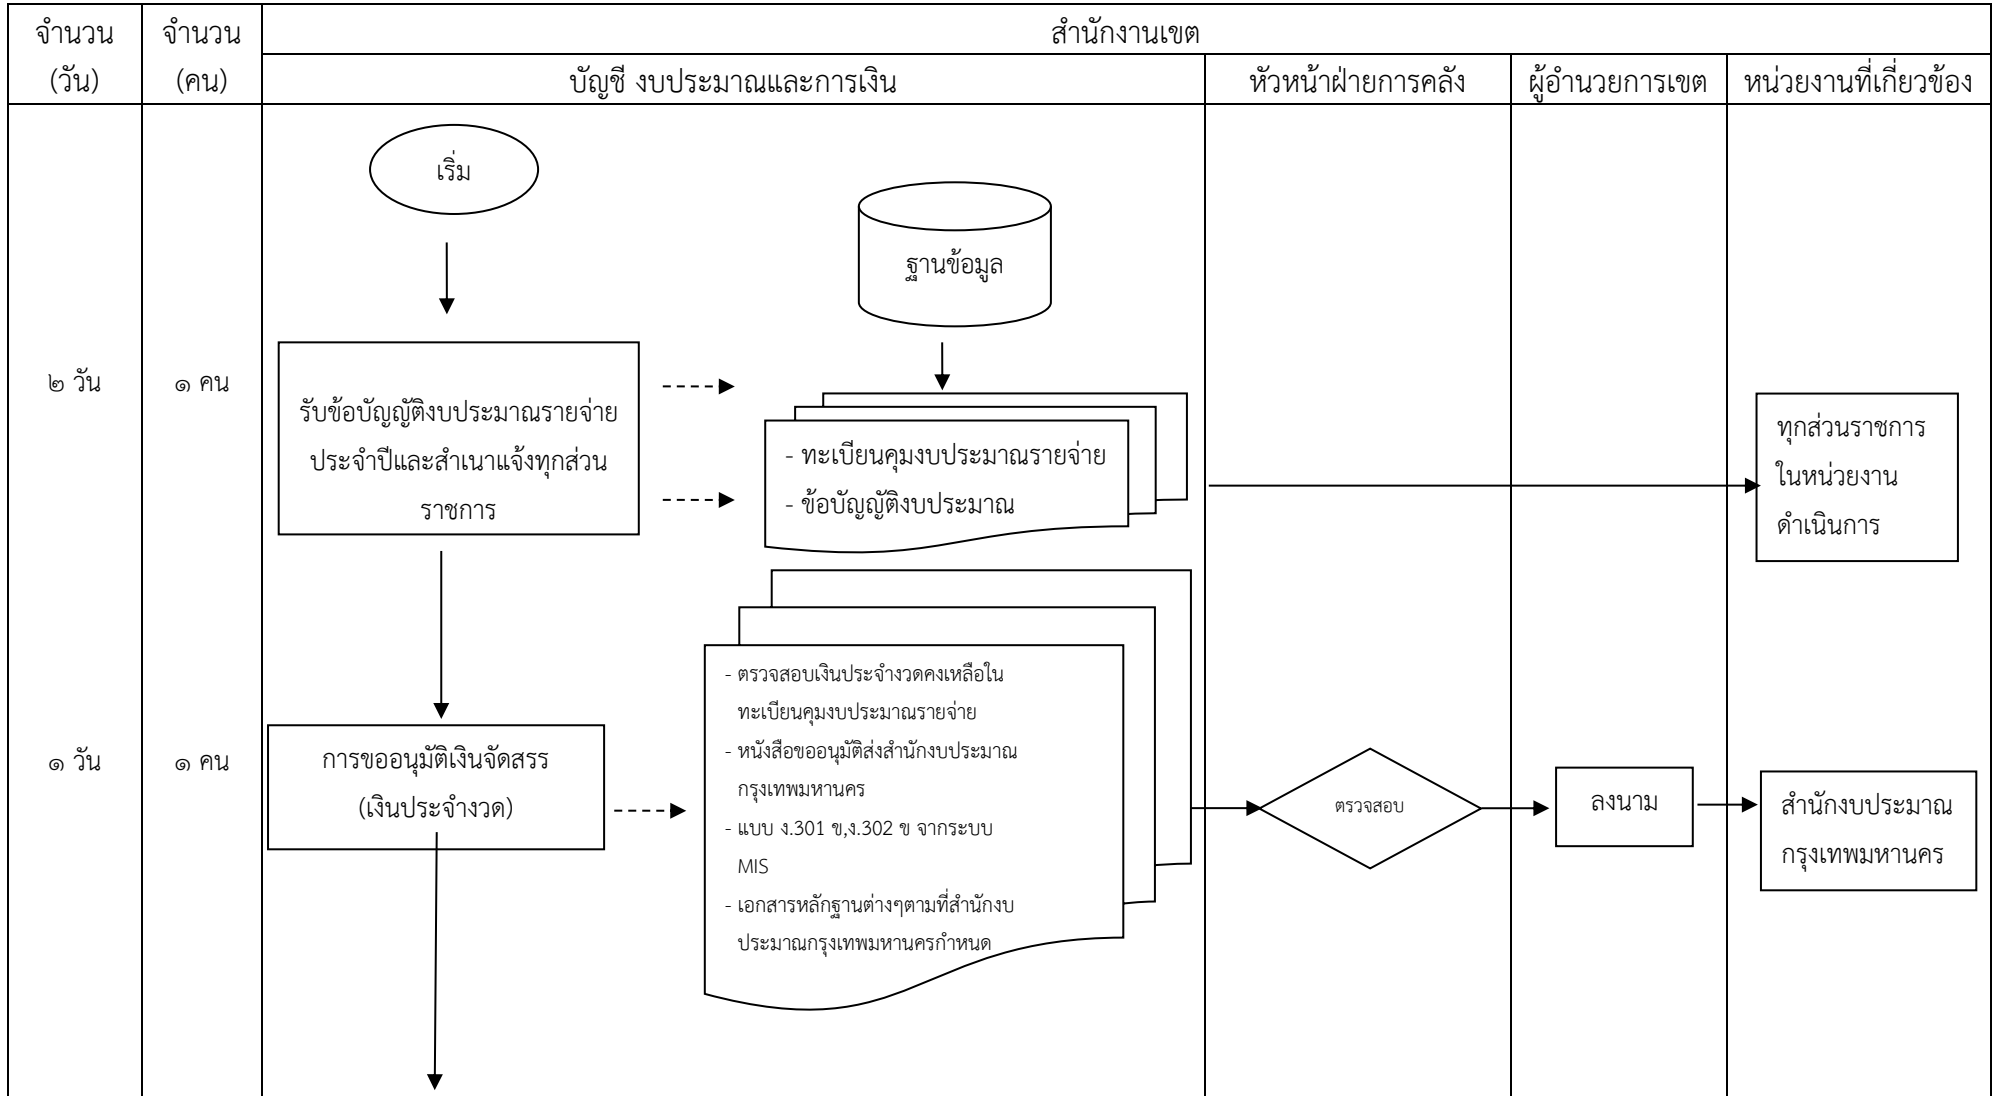 จำนวน
(วัน)
จำนวน
(คน)
สำนักงานเขต
บัญชี งบประมาณและการเงิน
หัวหน้าฝ่ายการคลัง
ผู้อำนวยการเขต
หน่วยงานที่เกี่ยวข้อง
เริ่ม
ฐานข้อมูล
๒ วัน
๑ คน
รับข้อบัญญัติงบประมาณรายจ่าย
ประจำปีและสำเนาแจ้งทุกส่วน
ราชการ
- ทะเบียนคุมงบประมาณรายจ่าย
- ข้อบัญญัติงบประมาณ
ทุกส่วนราชการ
ในหน่วยงาน
ดำเนินการ
๑ วัน
๑ คน
การขออนุมัติเงินจัดสรร
(เงินประจำงวด)
- ตรวจสอบเงินประจำงวดคงเหลือใน
ทะเบียนคุมงบประมาณรายจ่าย
- หนังสือขออนุมัติส่งสำนักงบประมาณ
กรุงเทพมหานคร
- แบบ ง.301 ข,ง.302 ข จากระบบ
MIS
- เอกสารหลักฐานต่างๆตามที่สำนักงบ
ประมาณกรุงเทพมหานครกำหนด
ตรวจสอบ
ลงนาม
สำนักงบประมาณ
กรุงเทพมหานคร